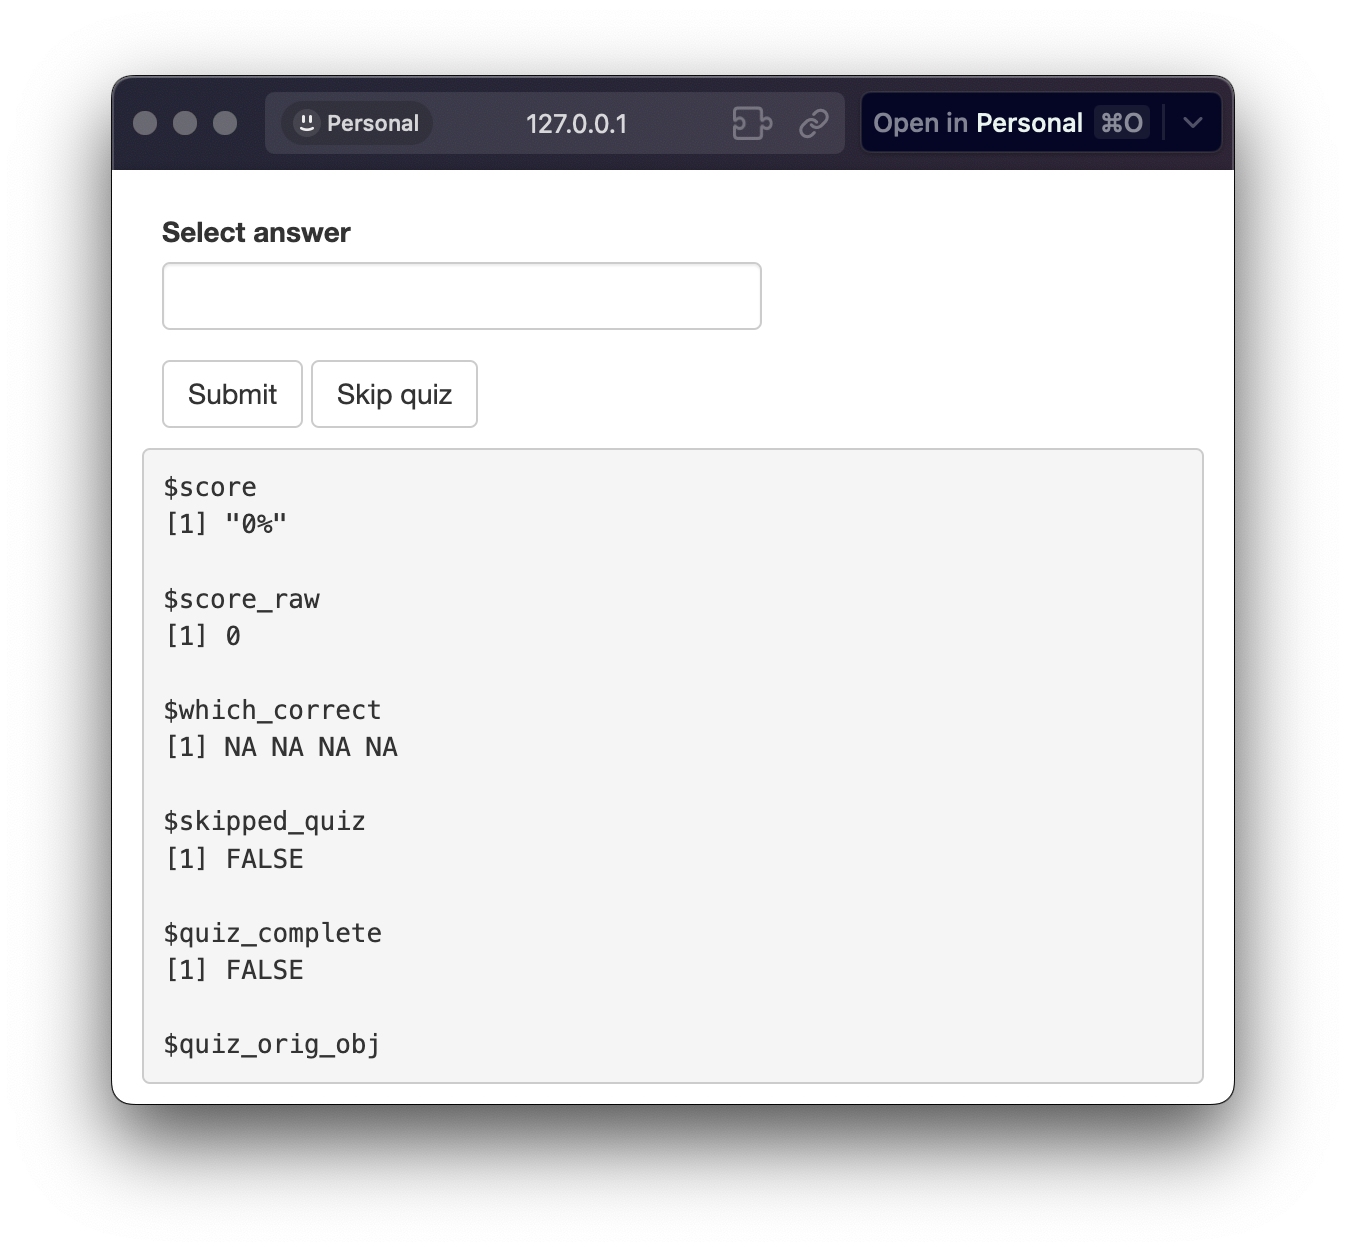 Personal
127.0.0.1
Open in Personal ⌘O
Select answer
Submit
Skip quiz
$score
[1] "0%"
$score_raw
[1] 0
$which_correct
[1] NA NA NA NA
$skipped_quiz
[1] FALSE
$quiz_complete
[1] FALSE
$quiz_orig_obj